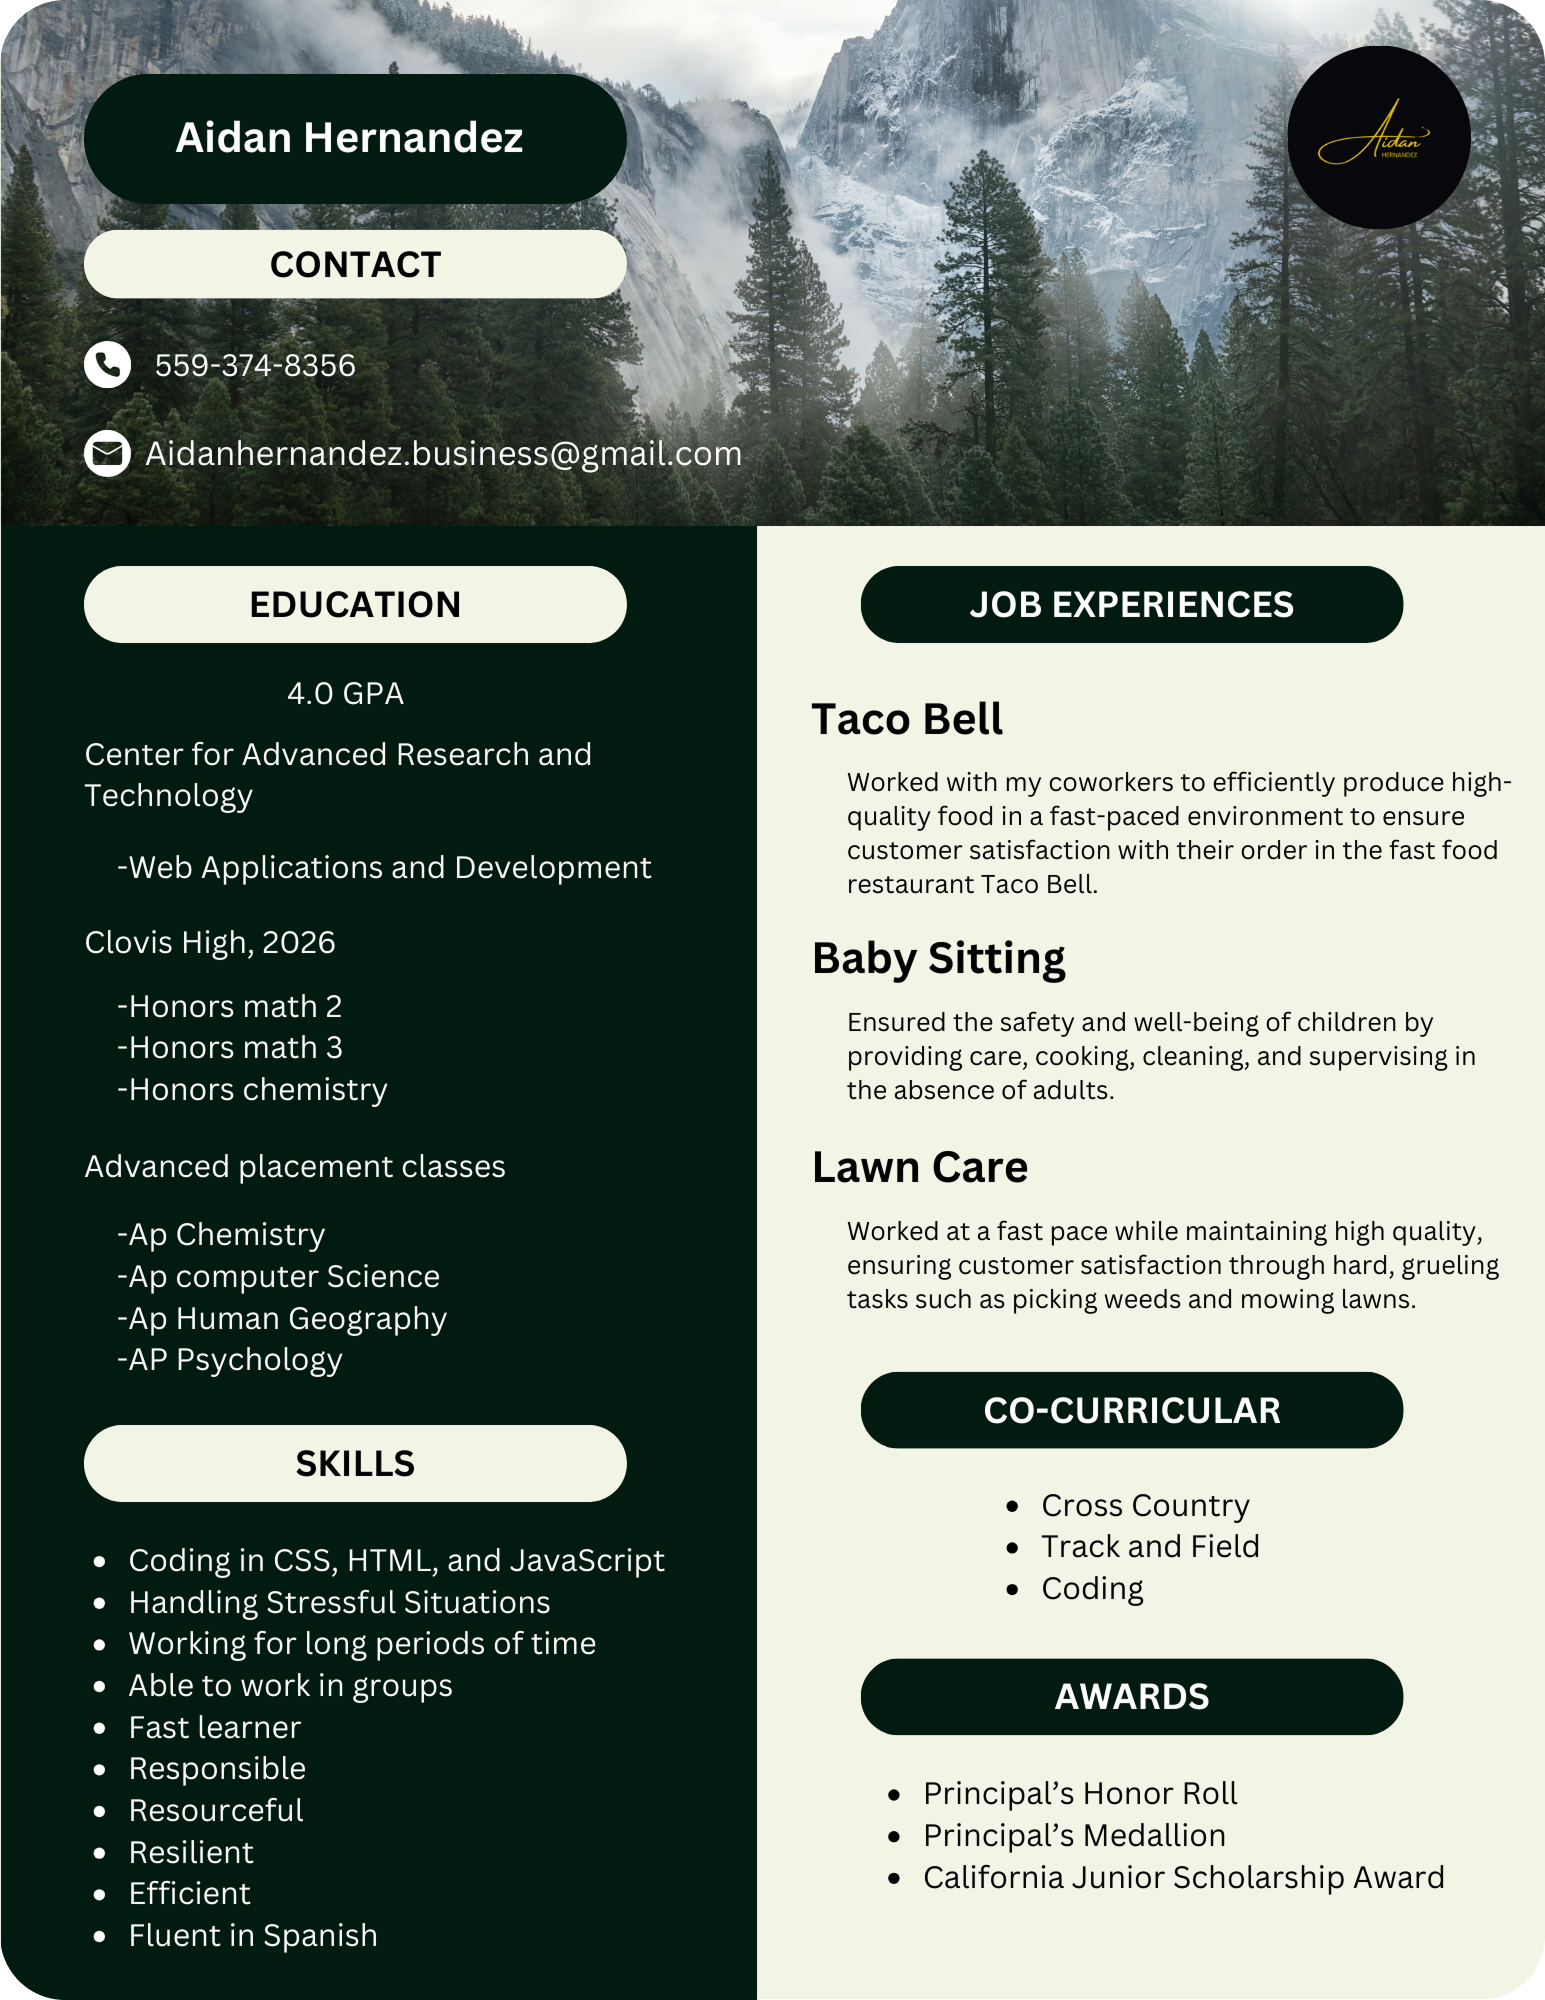 Aidan Hernandez
Aidan
HERNANDEZ
CONTACT
559-374-8356
Aidanhernandez.business@gmail.com
EDUCATION
4.0 GPA
Center for Advanced Research and
Technology
-Web Applications and Development
Clovis High, 2026
-Honors math 2
-Honors math 3
-Honors chemistry
Advanced placement classes
-Ap Chemistry
-Ap computer Science
-Ap Human Geography
-AP Psychology
SKILLS
• Coding in CSS, HTML, and JavaScript
• Handling Stressful Situations
• Working for long periods of time
• Able to work in groups
• Fast learner
• Responsible
• Resourceful
• Resilient
• Efficient
• Fluent in Spanish
JOB EXPERIENCES
Taco Bell
Worked with my coworkers to efficiently produce high-
quality food in a fast-paced environment to ensure
customer satisfaction with their order in the fast food
restaurant Taco Bell.
Baby Sitting
Ensured the safety and well-being of children by
providing care, cooking, cleaning, and supervising in
the absence of adults.
Lawn Care
Worked at a fast pace while maintaining high quality,
ensuring customer satisfaction through hard, grueling
tasks such as picking weeds and mowing lawns.
CO-CURRICULAR
• Cross Country
• Track and Field
• Coding
AWARDS
• Principal’s Honor Roll
• Principal’s Medallion
• California Junior Scholarship Award